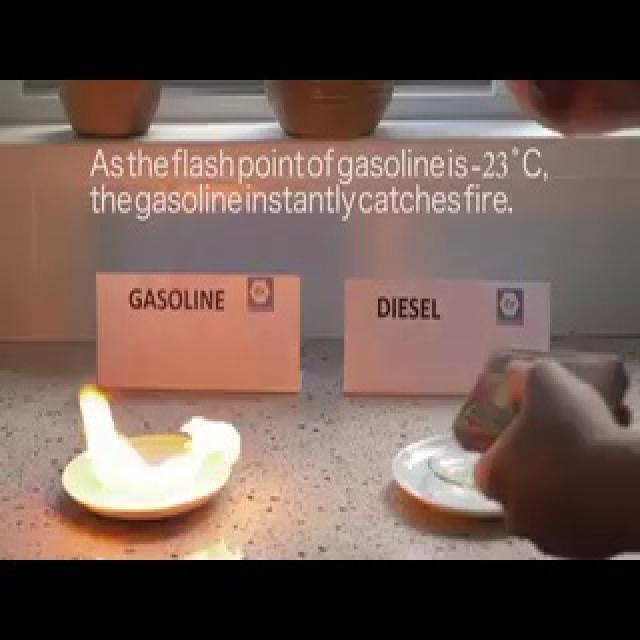 As the flash point of gasoline is -23°C,
the gasoline instantly catches fire.
GASOLINE
DIESEL